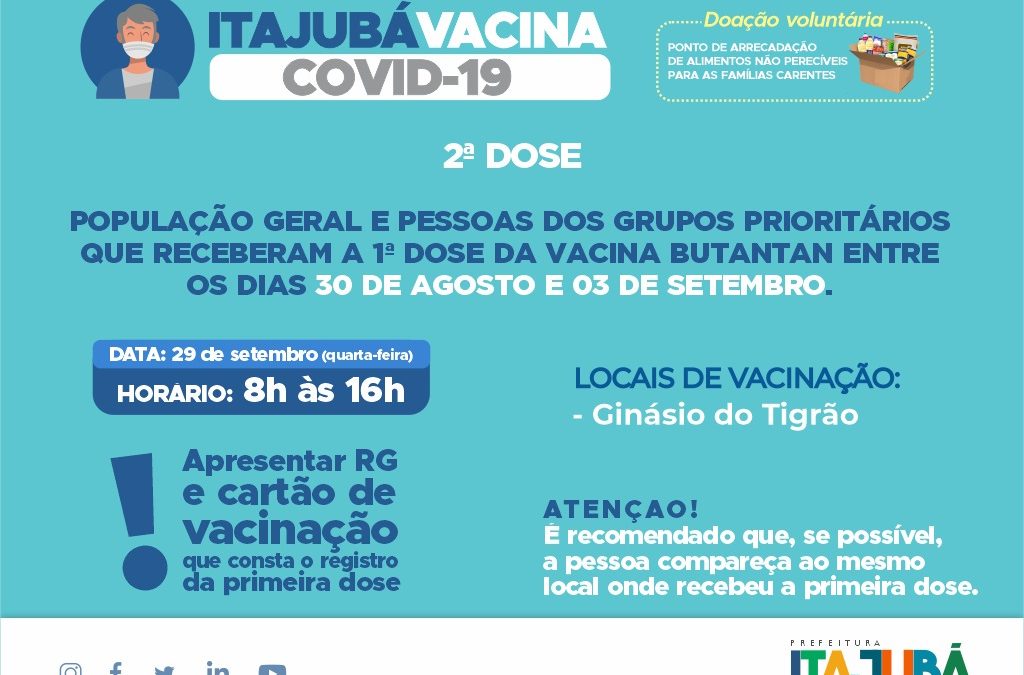 ITAJUBÁVACINA
COVID-19
Doação voluntária
PONTO DE ARRECADAÇÃO
DE ALIMENTOS NÃO PERECÍVEIS
PARA AS FAMÍLIAS CARENTES
2ª DOSE
POPULAÇÃO GERAL E PESSOAS DOS GRUPOS PRIORITÁRIOS
QUE RECEBERAM A 1ª DOSE DA VACINA BUTANTAN ENTRE
OS DIAS 30 DE AGOSTO E 03 DE SETEMBRO.
DATA: 29 de setembro (quarta-feira)
HORÁRIO: 8h às 16h
LOCAIS DE VACINAÇÃO:
- Ginásio do Tigrão
! Apresentar RG
e cartão de
vacinação
que consta o registro
da primeira dose
ATENÇAO!
É recomendado que, se possível,
a pessoa compareça ao mesmo
local onde recebeu a primeira dose.
PREFEITURA
ITAJUBÁ